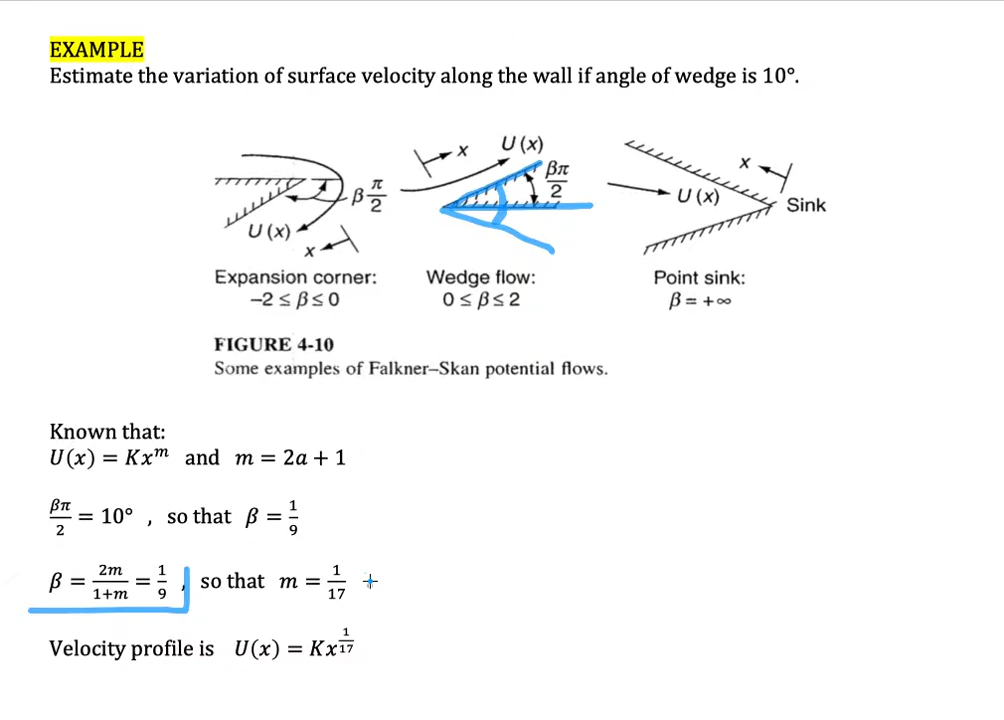 EXAMPLE
Estimate the variation of surface velocity along the wall if angle of wedge is 10°.
x U (x) βπ/2
β π/2
U (x)
x
x
U (x)
Sink
Expansion corner: Wedge flow: Point sink:
−2 ≤ β ≤ 0 0 ≤ β ≤ 2 β = +∞
FIGURE 4-10
Some examples of Falkner–Skan potential flows.
Known that:
U(x) = Kx^m and m = 2a + 1
βπ/2 = 10° , so that β = 1/9
β = 2m/1+m = 1/9 , so that m = 1/17
Velocity profile is U(x) = Kx^1/17